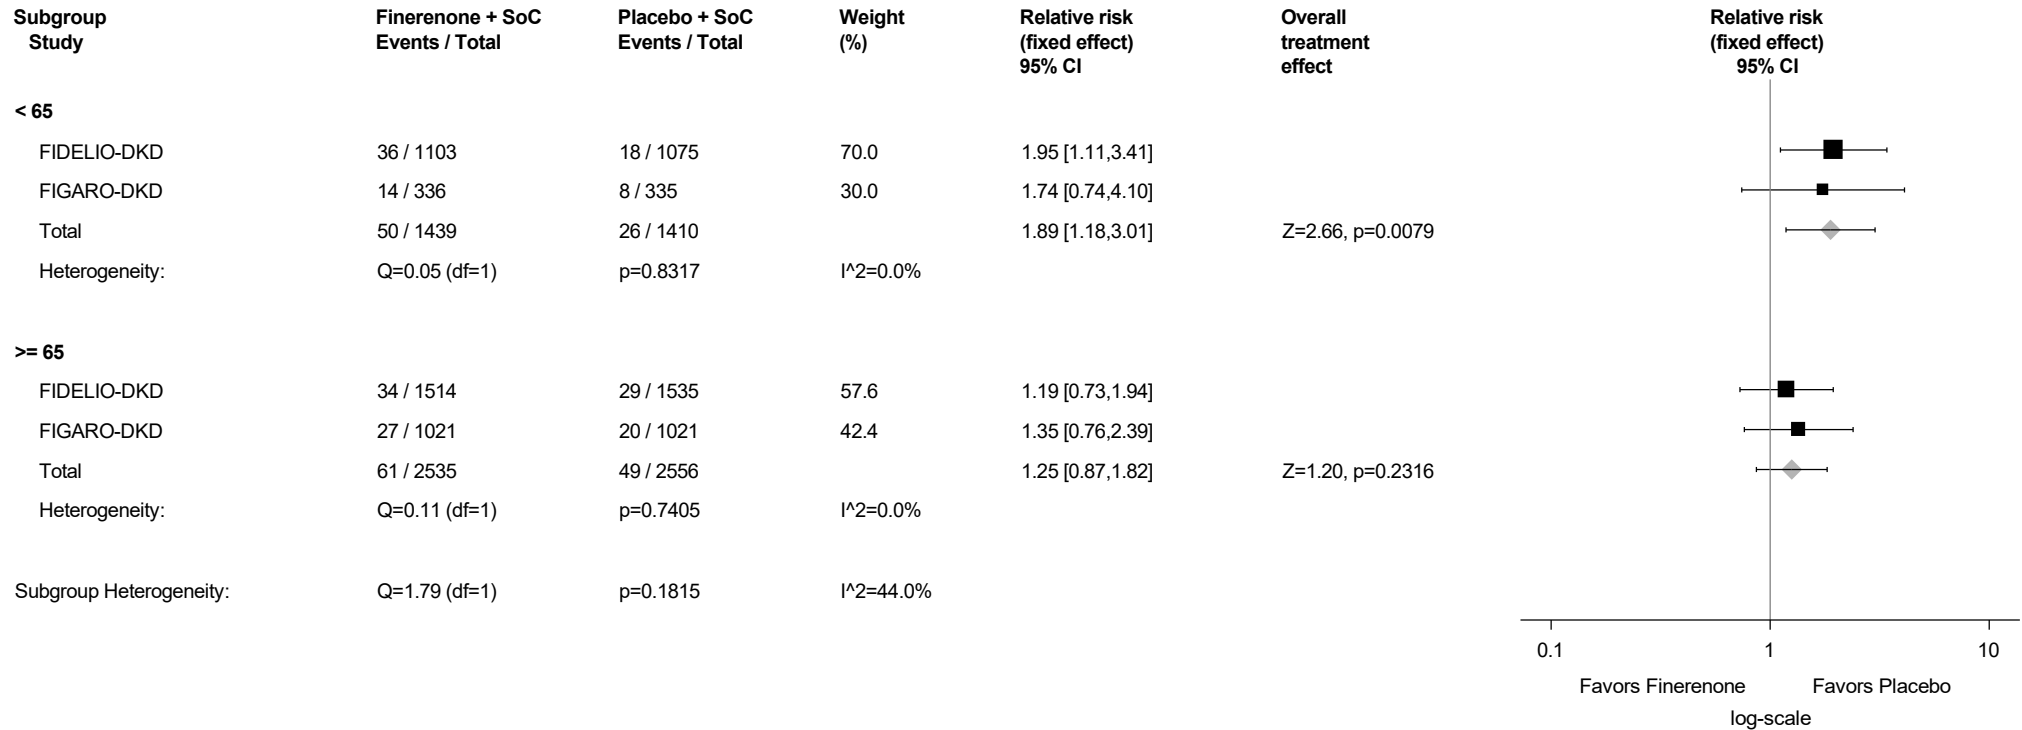 Subgroup Finerenone + SoC Placebo + SoC Weight Relative risk Overall Relative risk
Study Events / Total Events / Total (%) (fixed effect) treatment (fixed effect)
95% CI effect 95% CI
< 65
FIDELIO-DKD 36 / 1103 18 / 1075 70.0 1.95 [1.11,3.41]
FIGARO-DKD 14 / 336 8 / 335 30.0 1.74 [0.74,4.10]
Total 50 / 1439 26 / 1410 1.89 [1.18,3.01] Z=2.66, p=0.0079
Heterogeneity: Q=0.05 (df=1) p=0.8317 I^2=0.0%
>= 65
FIDELIO-DKD 34 / 1514 29 / 1535 57.6 1.19 [0.73,1.94]
FIGARO-DKD 27 / 1021 20 / 1021 42.4 1.35 [0.76,2.39]
Total 61 / 2535 49 / 2556 1.25 [0.87,1.82] Z=1.20, p=0.2316
Heterogeneity: Q=0.11 (df=1) p=0.7405 I^2=0.0%
Subgroup Heterogeneity: Q=1.79 (df=1) p=0.1815 I^2=44.0%
0.1 1 10
Favors Finerenone Favors Placebo
log-scale